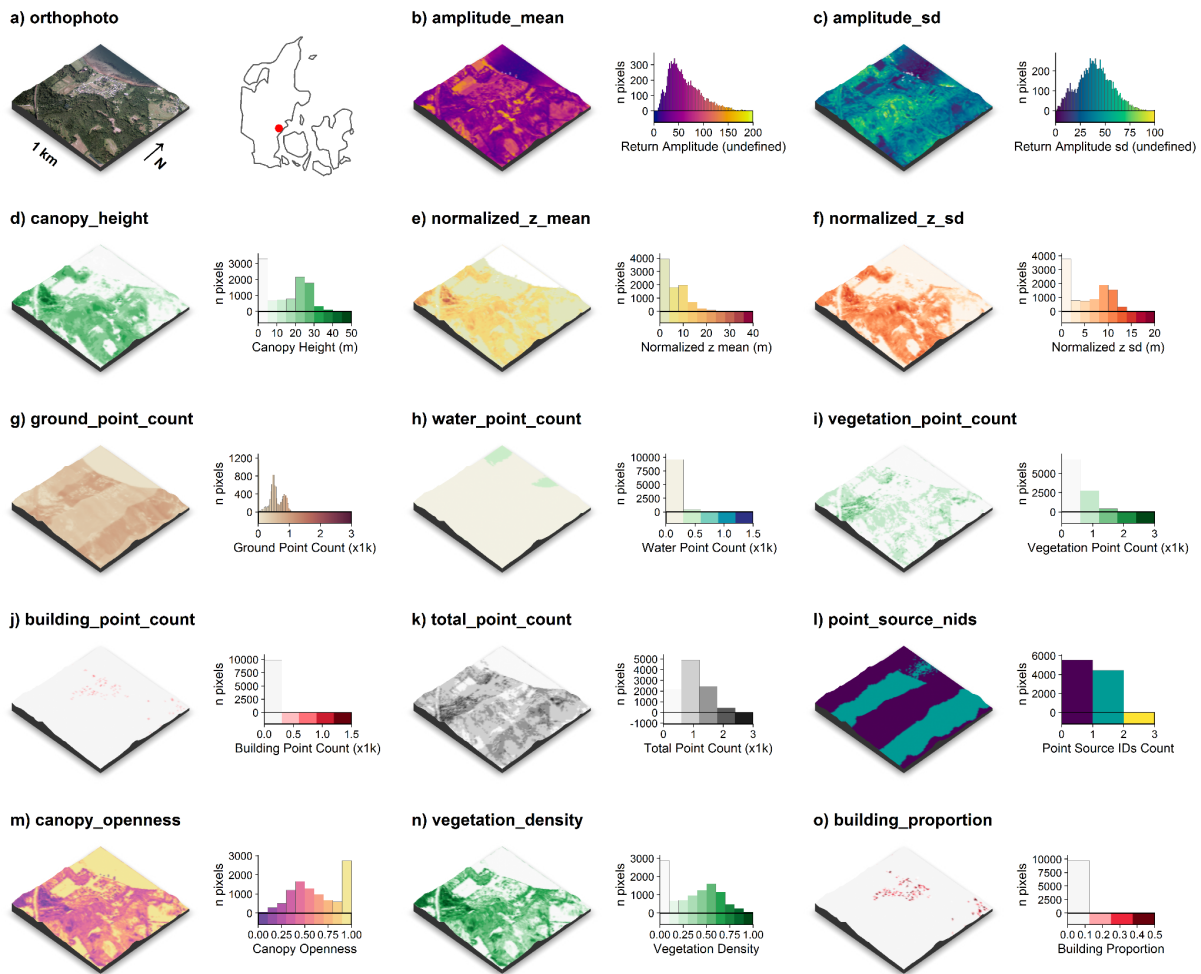 a) orthophoto
1 km
N
b) amplitude_mean
n pixels
300
200
100
0
0 50 100 150 200
Return Amplitude (undefined)
c) amplitude_sd
n pixels
200
100
0
0 25 50 75 100
Return Amplitude sd (undefined)
d) canopy_height
n pixels
3000
2000
1000
0
0 10 20 30 40 50
Canopy Height (m)
e) normalized_z_mean
n pixels
4000
3000
2000
1000
0
0 10 20 30 40
Normalized z mean (m)
f) normalized_z_sd
n pixels
4000
3000
2000
1000
0
0 5 10 15 20
Normalized z sd (m)
g) ground_point_count
n pixels
1200
800
400
0
0 1 2 3
Ground Point Count (x1k)
h) water_point_count
n pixels
10000
7500
5000
2500
0
0.0 0.5 1.0 1.5
Water Point Count (x1k)
i) vegetation_point_count
n pixels
5000
2500
0
0 1 2 3
Vegetation Point Count (x1k)
j) building_point_count
n pixels
10000
7500
5000
2500
0
0.0 0.5 1.0 1.5
Building Point Count (x1k)
k) total_point_count
n pixels
5000
4000
3000
2000
1000
0
-1000
0 1 2 3
Total Point Count (x1k)
l) point_source_nids
n pixels
6000
4000
2000
0
0 1 2 3
Point Source IDs Count
m) canopy_openness
n pixels
3000
2000
1000
0
0.00 0.25 0.50 0.75 1.00
Canopy Openness
n) vegetation_density
n pixels
3000
2000
1000
0
0.00 0.25 0.50 0.75 1.00
Vegetation Density
o) building_proportion
n pixels
10000
7500
5000
2500
0
0.0 0.1 0.2 0.3 0.4 0.5
Building Proportion